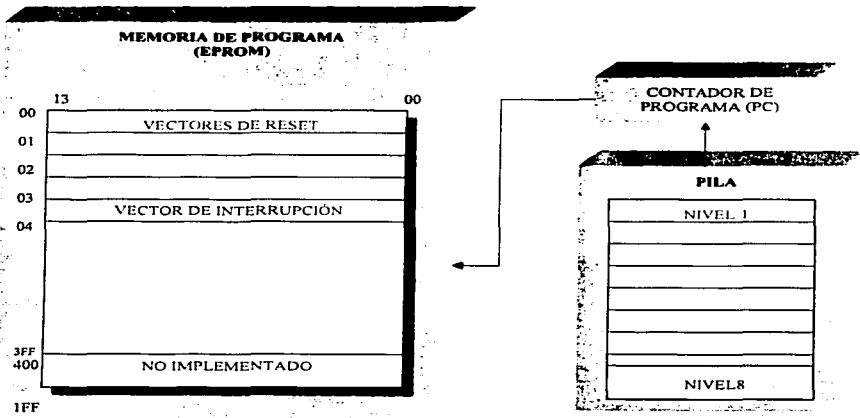 MEMORIA DE PROGRAMA
(EPROM)
13 00
00
VECTORES DE RESET
01
02
03
VECTOR DE INTERRUPCIÓN
04
3FF
400
NO IMPLEMENTADO
1FF
CONTADOR DE
PROGRAMA (PC)
PILA
NIVEL 1
NIVEL8